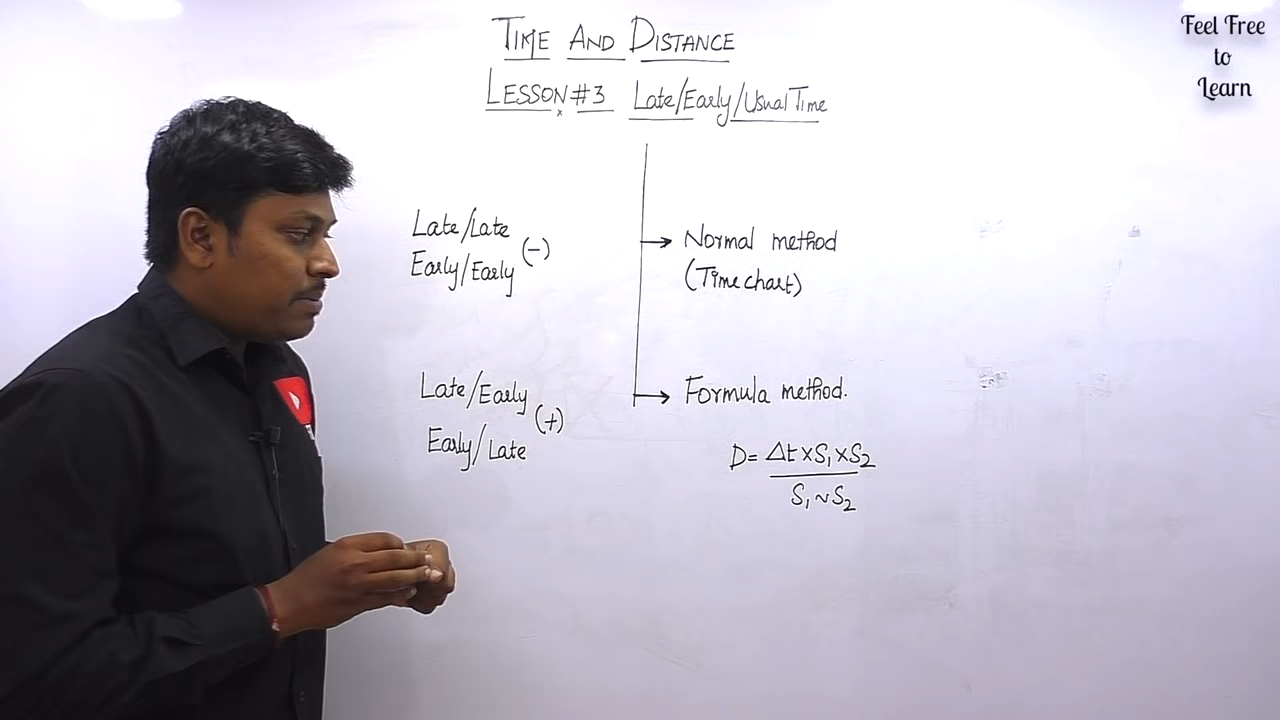 TIME AND DISTANCE
LESSON #3 Late/Early/Usual Time
Feel Free
to
Learn
Late/Late
Early/Early (-)
Normal method
(Time chart)
Late/Early
Early/Late (+)
Formula method.
D= Δt×S₁×S₂
S₁~S₂